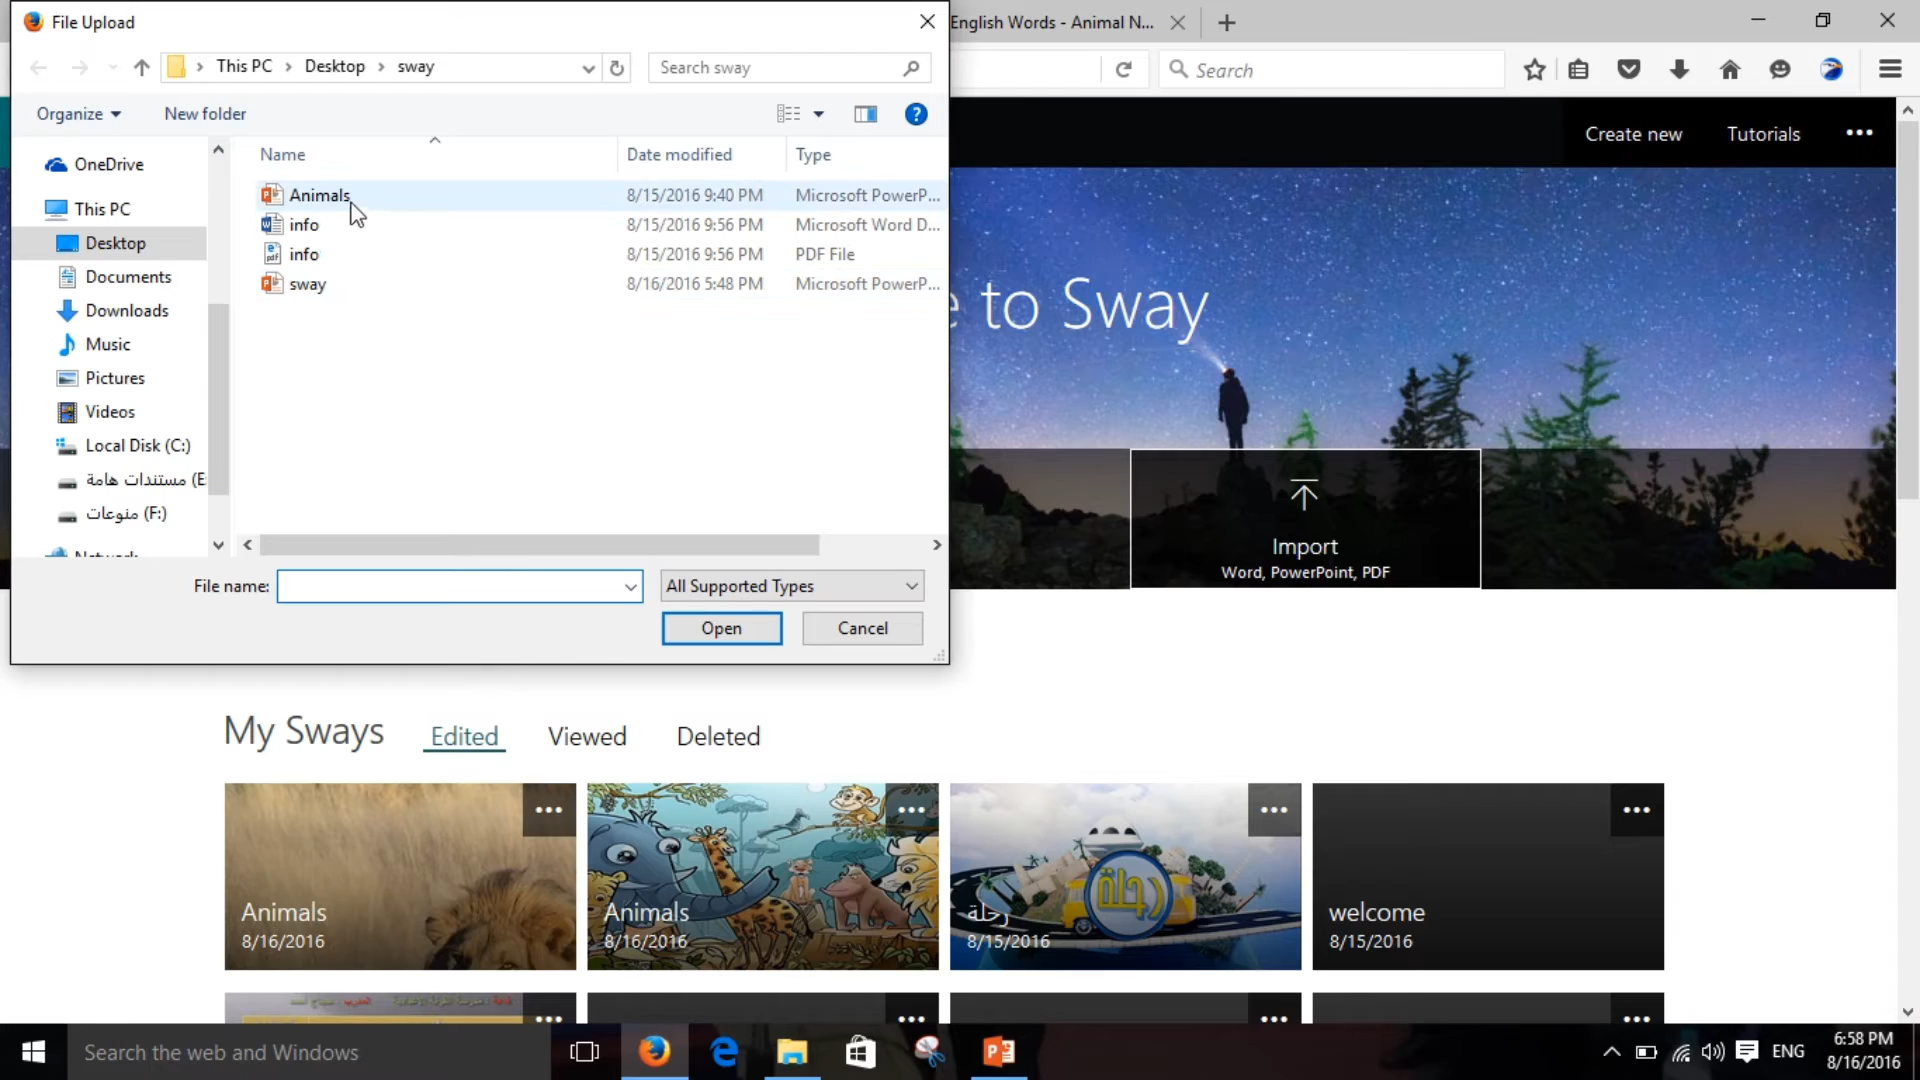 File Upload
English Words - Animal N...
This PC > Desktop > sway
Search sway
Search
Organize
New folder
Create new
Tutorials
Name
Date modified
Type
OneDrive
This PC
Desktop
Documents
Downloads
Music
Pictures
Videos
Local Disk (C:)
مستندات هامة (E:
منوعات (F:)
Network
Animals
8/15/2016 9:40 PM
Microsoft PowerP...
info
8/15/2016 9:56 PM
Microsoft Word D...
info
8/15/2016 9:56 PM
PDF File
sway
8/16/2016 5:48 PM
Microsoft PowerP...
e to Sway
Import
Word, PowerPoint, PDF
File name:
All Supported Types
Open
Cancel
My Sways
Edited
Viewed
Deleted
Animals
8/16/2016
Animals
8/16/2016
رحلة
رحلة
8/15/2016
welcome
8/15/2016
Search the web and Windows
ENG
6:58 PM
8/16/2016